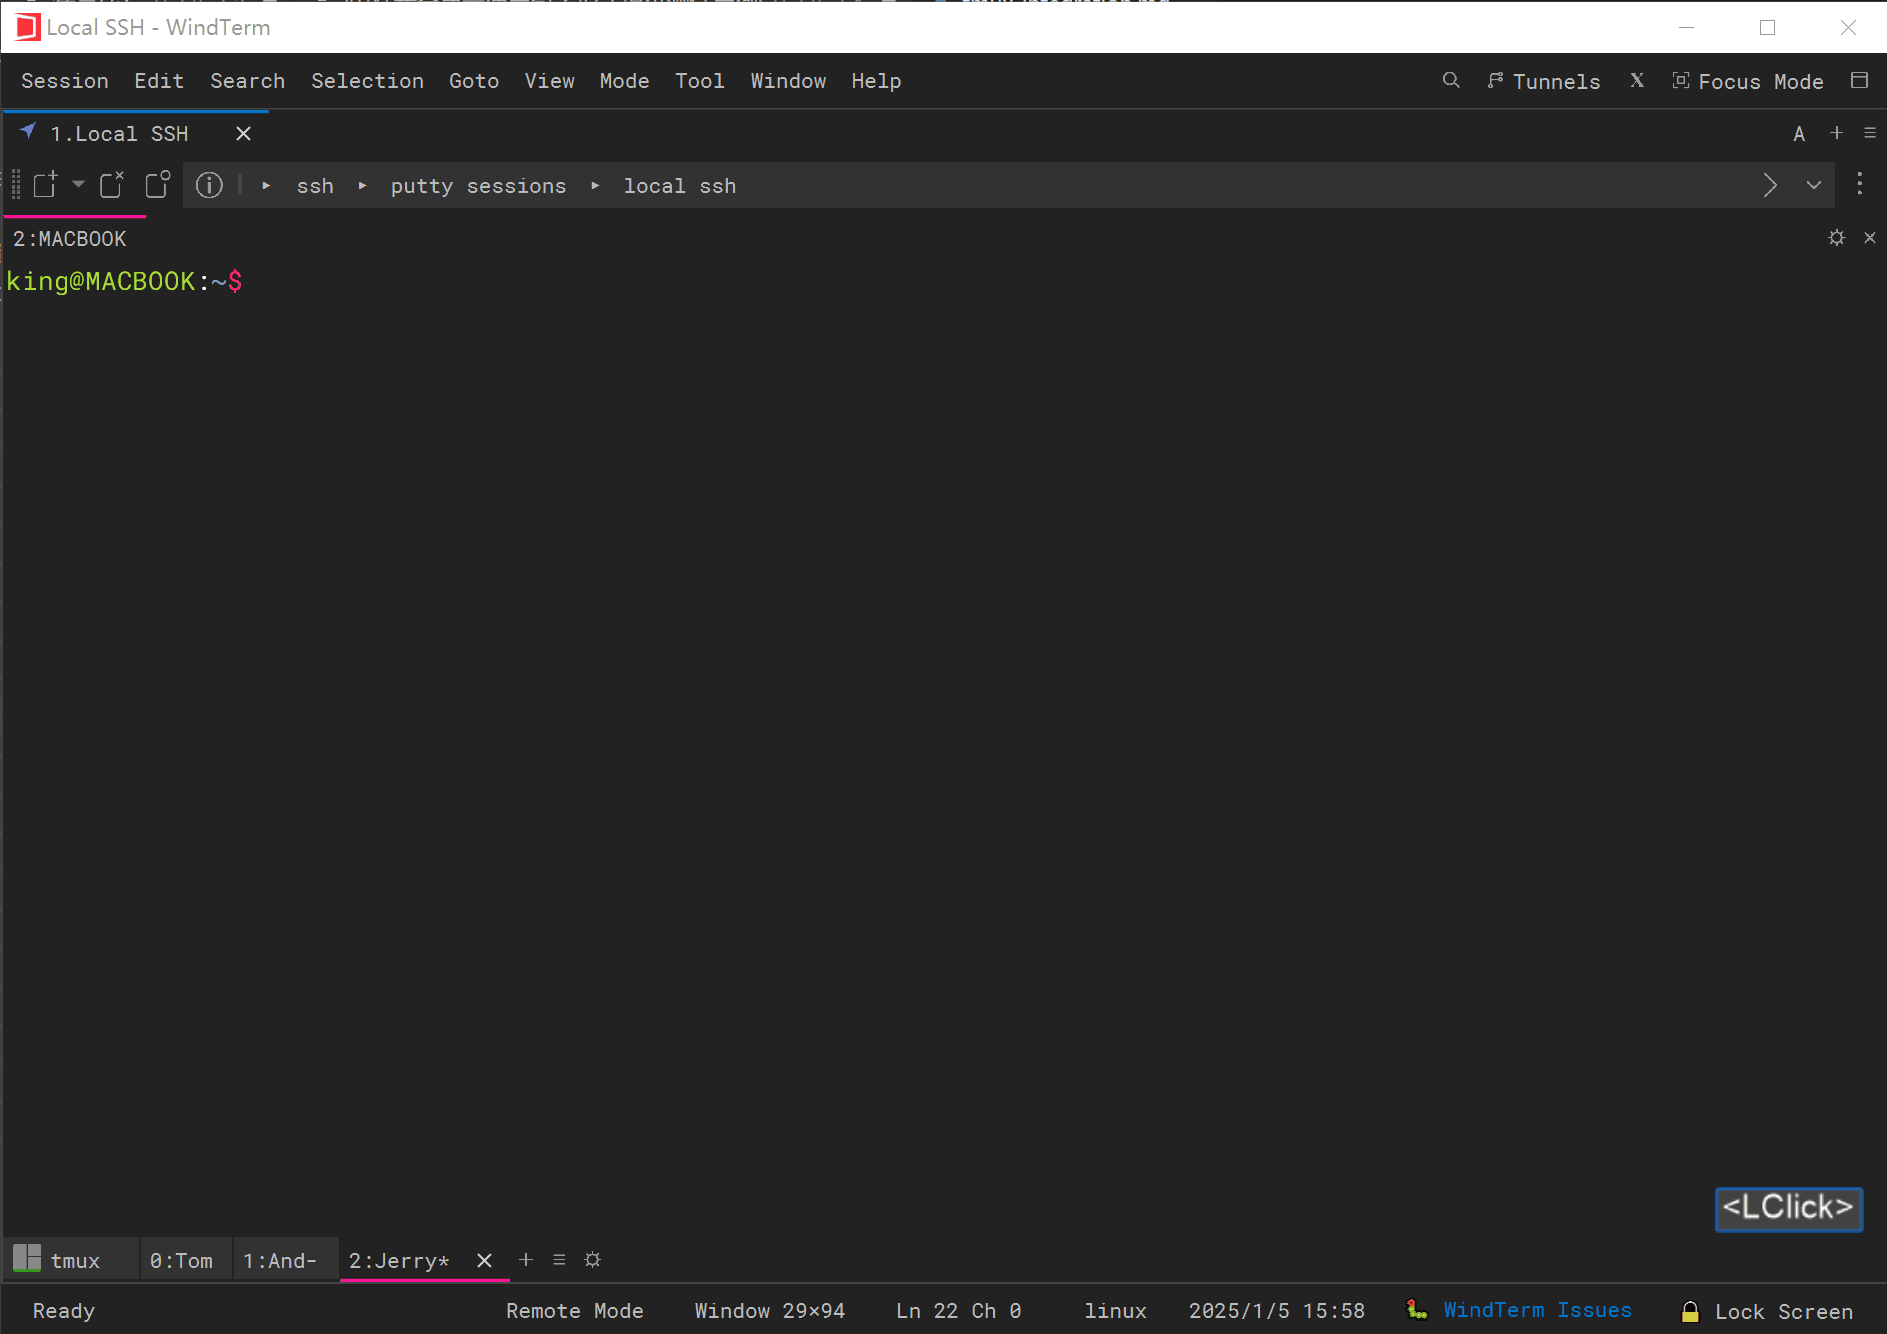 Local SSH - WindTerm
Session Edit Search Selection Goto View Mode Tool Window Help Tunnels X Focus Mode
1.Local SSH A
ssh putty sessions local ssh
2:MACBOOK
king@MACBOOK:~$
<LClick>
tmux 0:Tom 1:And- 2:Jerry*
Ready Remote Mode Window 29×94 Ln 22 Ch 0 linux 2025/1/5 15:58 WindTerm Issues Lock Screen